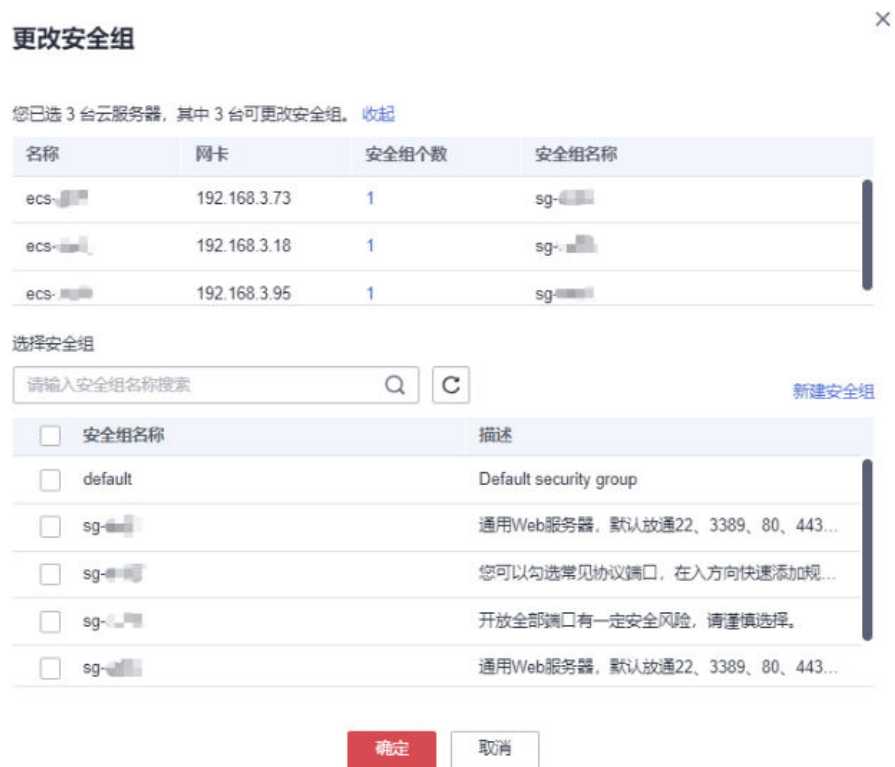 更改安全组
您已选 3 台云服务器，其中 3 台可更改安全组。 收起
名称 网卡 安全组个数 安全组名称
ecs- 192.168.3.73 1 sg-
ecs- 192.168.3.18 1 sg-
ecs- 192.168.3.95 1 sg-
选择安全组
请输入安全组名称搜索
新建安全组
安全组名称 描述
default Default security group
sg- 通用Web服务器，默认放通22、3389、80、443...
sg- 您可以勾选常见协议端口，在入方向快速添加规...
sg- 开放全部端口有一定安全风险，请谨慎选择。
sg- 通用Web服务器，默认放通22、3389、80、443...
确定 取消